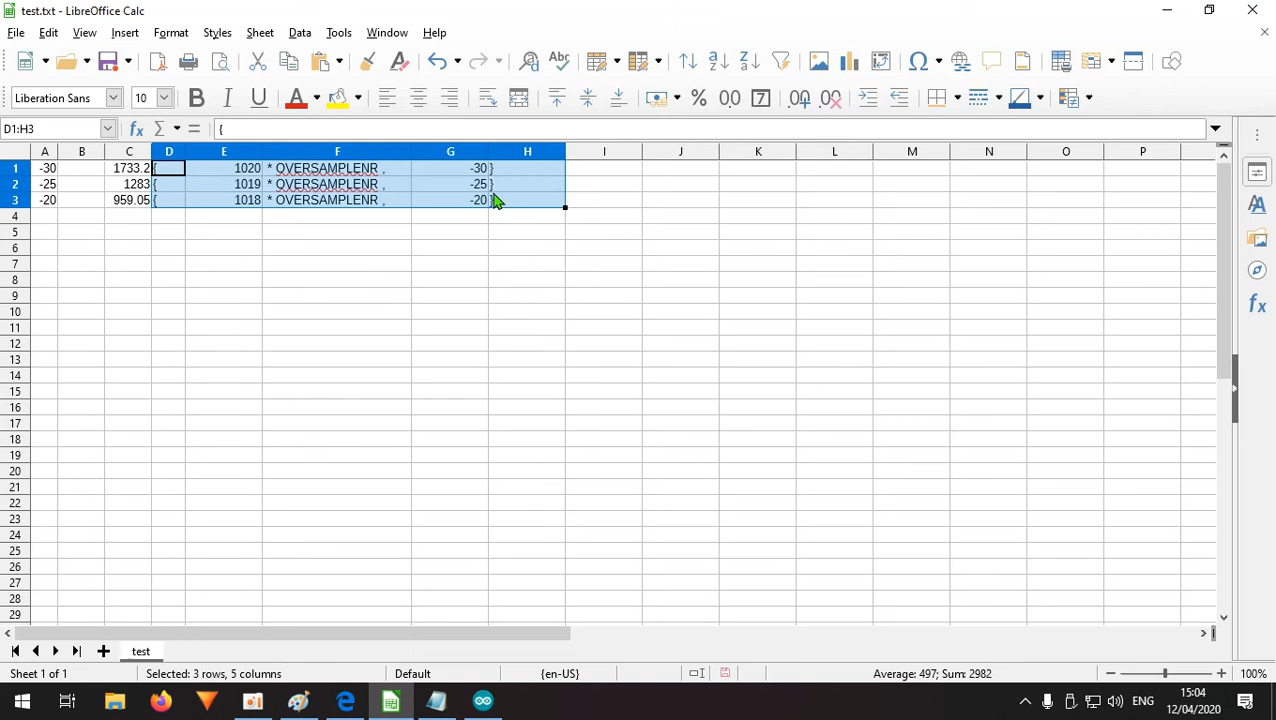 test.txt - LibreOffice Calc
File Edit View Insert Format Styles Sheet Data Tools Window Help
Liberation Sans 10
D1:H3 {
A B C D E F G H I J K L M N O P
1 -30 1733.2 { 1020 * OVERSAMPLENR , -30 }
2 -25 1283 { 1019 * OVERSAMPLENR , -25 }
3 -20 959.05 { 1018 * OVERSAMPLENR , -20 }
4
5
6
7
8
9
10
11
12
13
14
15
16
17
18
19
20
21
22
23
24
25
26
27
28
29
test
Sheet 1 of 1 Selected: 3 rows, 5 columns Default {en-US} Average: 497; Sum: 2982 100%
ENG 15:04
12/04/2020